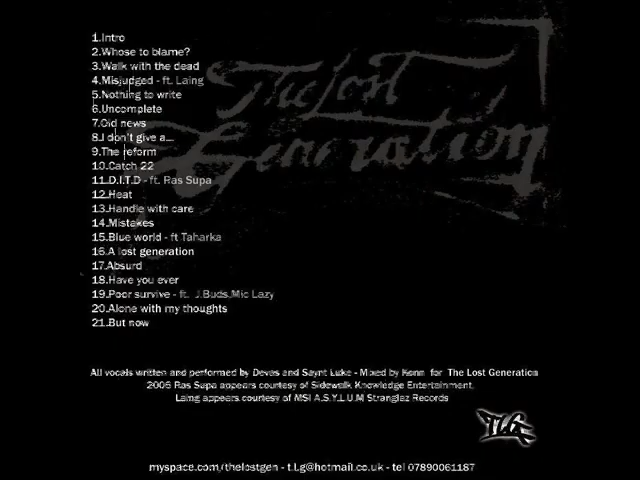 The Lost
Generation
1.Intro
2.Whose to blame?
3.Walk with the dead
4.Misjudged - ft. Laing
5.Nothing to write
6.Uncomplete
7.Old news
8.I don't give a...
9.The reform
10.Catch 22
11.D.I.T.D - ft. Ras Supa
12.Heat
13.Handle with care
14.Mistakes
15.Blue world - ft Taharka
16.A lost generation
17.Absurd
18.Have you ever
19.Poor survive - ft. J.Buds,Mic Lazy
20.Alone with my thoughts
21.But now
All vocals written and performed by Devas and Saynt Luke - Mixed by Konn for The Lost Generation
2006 Ras Supa appears courtesy of Sidewalk Knowledge Entertainment.
Laing appears courtesy of MSI A.S.Y.L.U.M Stranglaz Records
TLG
myspace.com/thelostgen - t.l.g@hotmail.co.uk - tel 07890061187